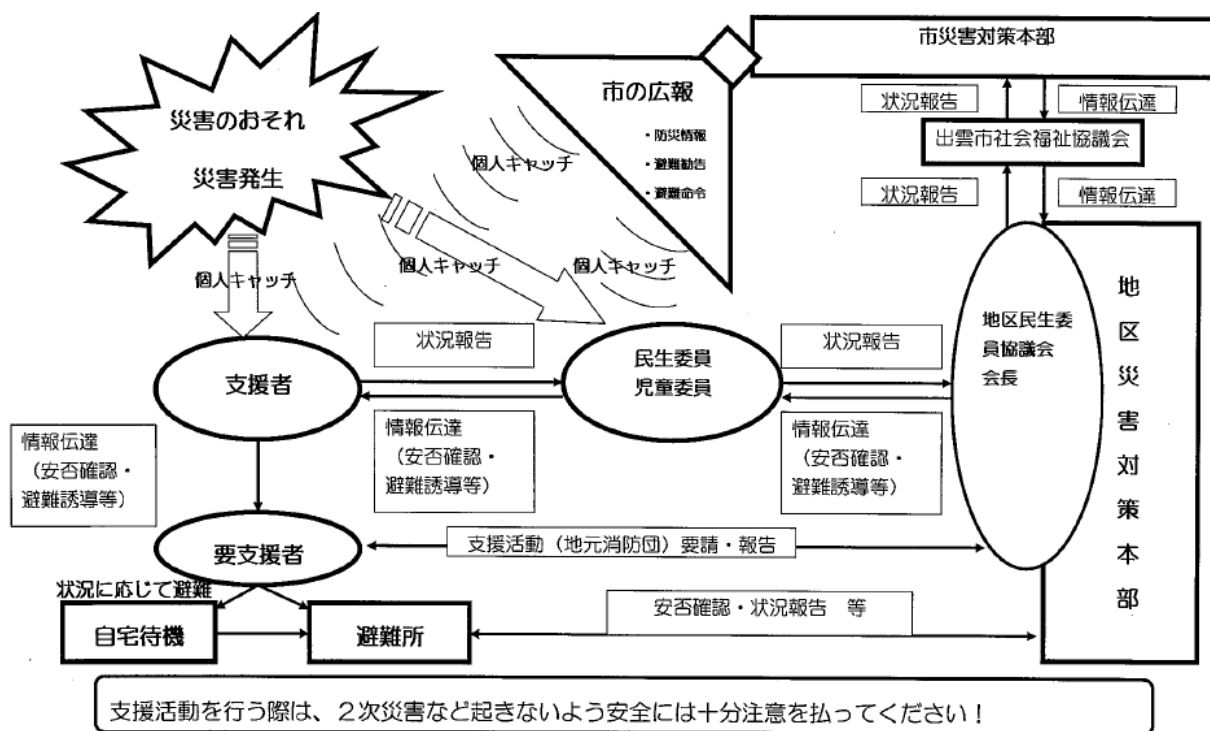 市災害対策本部
災害のおそれ
災害発生
市の広報
・防災情報
・避難勧告
・避難命令
状況報告
情報伝達
出雲市社会福祉協議会
状況報告
情報伝達
個人キャッチ
個人キャッチ
個人キャッチ
個人キャッチ
地区災害対策本部
地区民生委
員協議会
会長
状況報告
状況報告
支援者
民生委員
児童委員
情報伝達
（安否確認・
避難誘導等）
情報伝達
（安否確認・
避難誘導等）
情報伝達
（安否確認・
避難誘導等）
要支援者
支援活動（地元消防団）要請・報告
状況に応じて避難
自宅待機
避難所
安否確認・状況報告　等
支援活動を行う際は、２次災害など起きないよう安全には十分注意を払ってください！